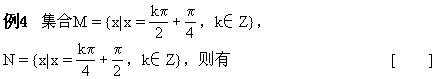 例4 集合M={x|x=kπ/2+π/4，k∈Z}，
N={x|x=kπ/4+π/2，k∈Z}，则有 [ ]